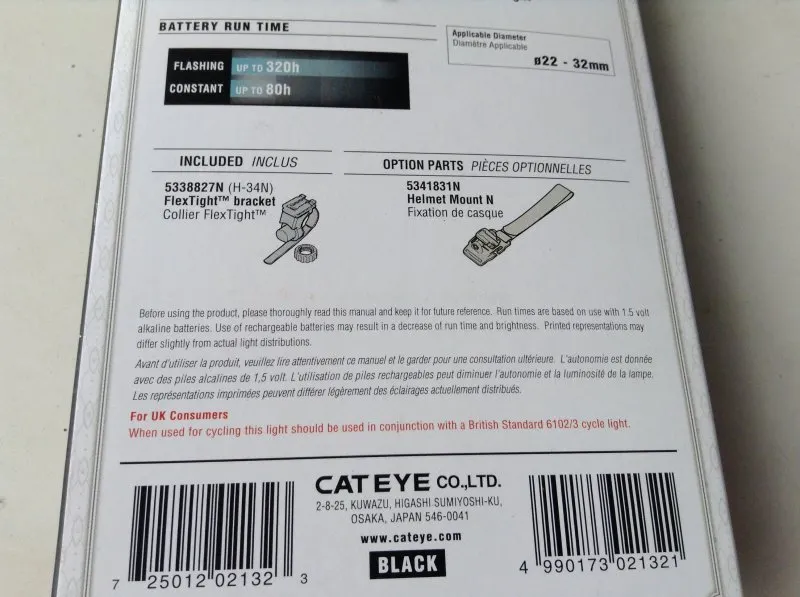 BATTERY RUN TIME
FLASHING UP TO 320h
CONSTANT UP TO 80h
Applicable Diameter
Diamètre Applicable
ø22 - 32mm
INCLUDED INCLUS
5338827N (H-34N)
FlexTight™ bracket
Collier FlexTight™
OPTION PARTS PIÈCES OPTIONNELLES
5341831N
Helmet Mount N
Fixation de casque
Before using the product, please thoroughly read this manual and keep it for future reference. Run times are based on use with 1.5 volt
alkaline batteries. Use of rechargeable batteries may result in a decrease of run time and brightness. Printed representations may
differ slightly from actual light distributions.
Avant d'utiliser la produit, veuillez lire attentivement ce manuel et le garder pour une consultation ultérieure. L'autonomie est donnée
avec des piles alcalines de 1,5 volt. L'utilisation de piles rechargeables peut diminuer l'autonomie et la luminosité de la lampe.
Les représentations imprimées peuvent différer légèrement des éclairages actuellement distribués.
For UK Consumers
When used for cycling this light should be used in conjunction with a British Standard 6102/3 cycle light.
CATEYE CO.,LTD.
2-8-25, KUWAZU, HIGASHI SUMIYOSHI-KU,
OSAKA, JAPAN 546-0041
www.cateye.com
BLACK
7 25012 02132 3
4 990173 021321